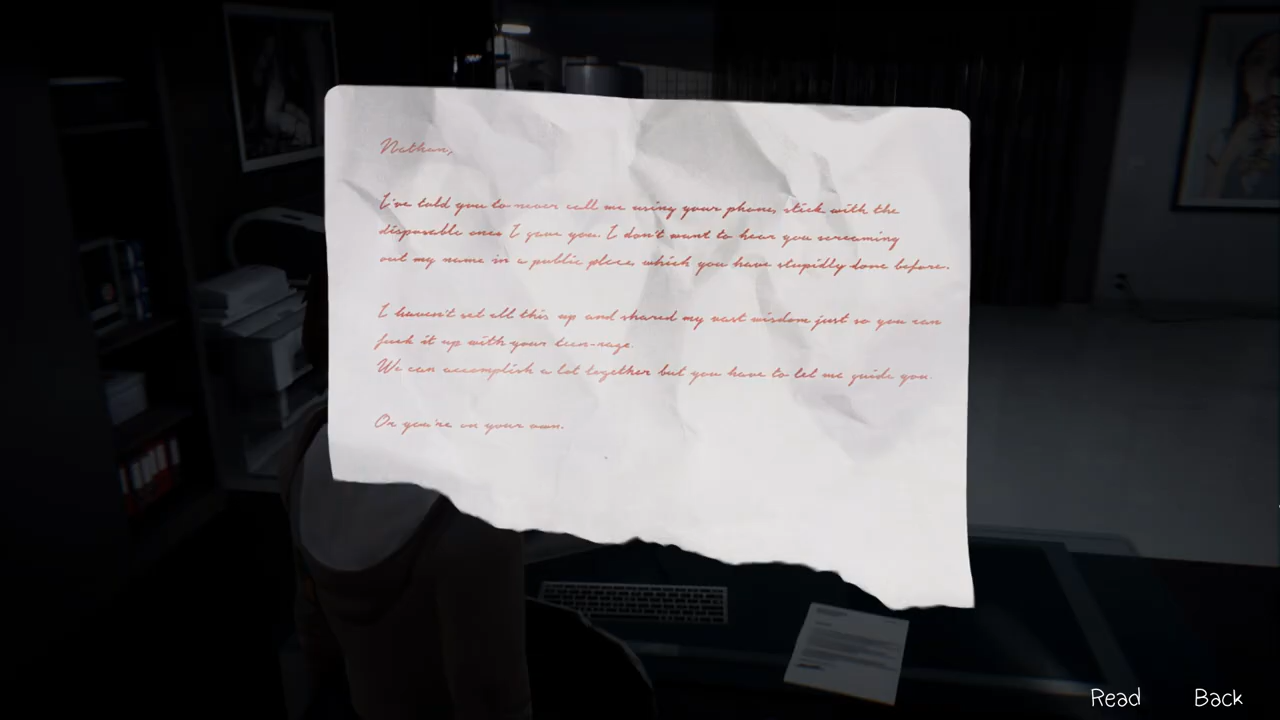 Nathan,
I've told you to never call me using your phone, stick with the
disposable ones I gave you. I don't want to hear you screaming
out my name in a public place, which you have stupidly done before.
I haven't set all this up and shared my vast wisdom just so you can
fuck it up with your teen-rage.
We can accomplish a lot together but you have to let me guide you.
Or you're on your own.
Read Back